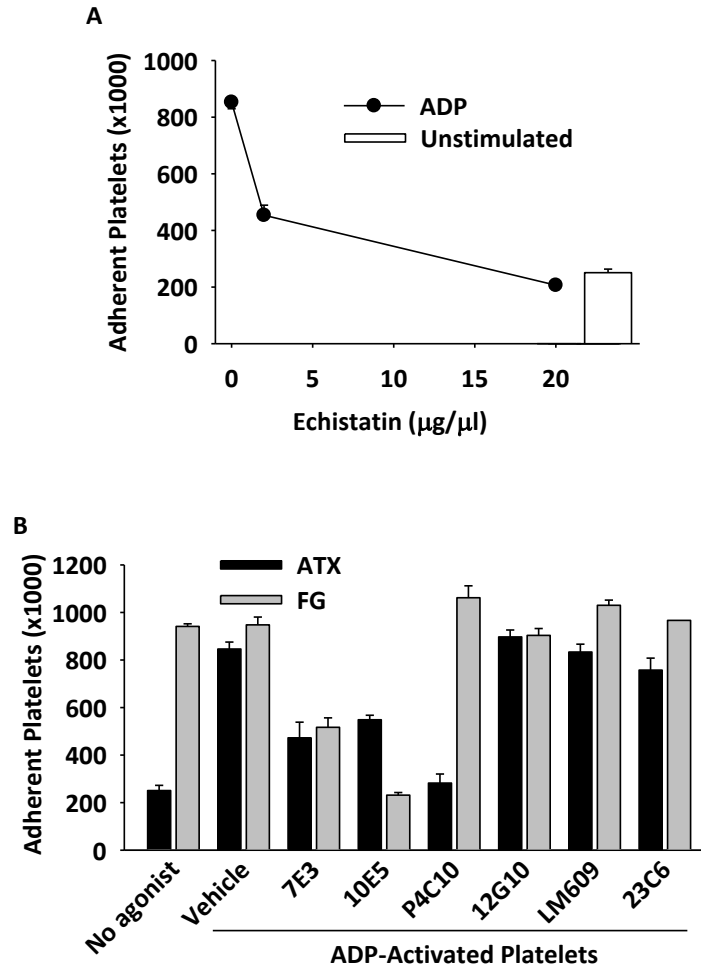 A
Adherent Platelets (x1000)
1000
800
600
400
200
0
ADP
Unstimulated
0 5 10 15 20
Echistatin (μg/μl)
B
Adherent Platelets (x1000)
1200
1000
800
600
400
200
0
ATX
FG
No agonist Vehicle 7E3 10E5 P4C10 12G10 LM609 23C6
ADP-Activated Platelets